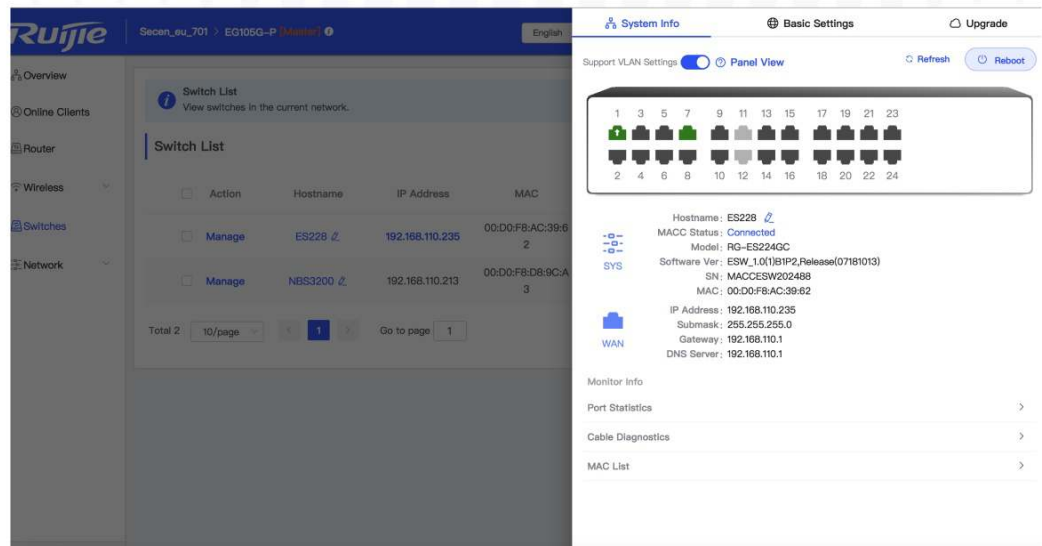 Ruijie
Secen_eu_701 > EG105G-P [Master]
English
Overview
Online Clients
Router
Wireless
Switches
Network
Switch List
View switches in the current network.
Switch List
Action Hostname IP Address MAC
Manage ES228 192.168.110.235 00:D0:F8:AC:39:6
2
Manage NBS3200 192.168.110.213 00:D0:F8:D8:9C:A
3
Total 2 10/page 1 Go to page 1
System Info Basic Settings Upgrade
Support VLAN Settings Panel View Refresh Reboot
1 3 5 7 9 11 13 15 17 19 21 23
2 4 6 8 10 12 14 16 18 20 22 24
Hostname: ES228
MACC Status: Connected
Model: RG-ES224GC
Software Ver: ESW_1.0(1)B1P2,Release(07181013)
SN: MACCESW202488
MAC: 00:D0:F8:AC:39:62
SYS
IP Address: 192.168.110.235
Submask: 255.255.255.0
Gateway: 192.168.110.1
DNS Server: 192.168.110.1
WAN
Monitor Info
Port Statistics
Cable Diagnostics
MAC List